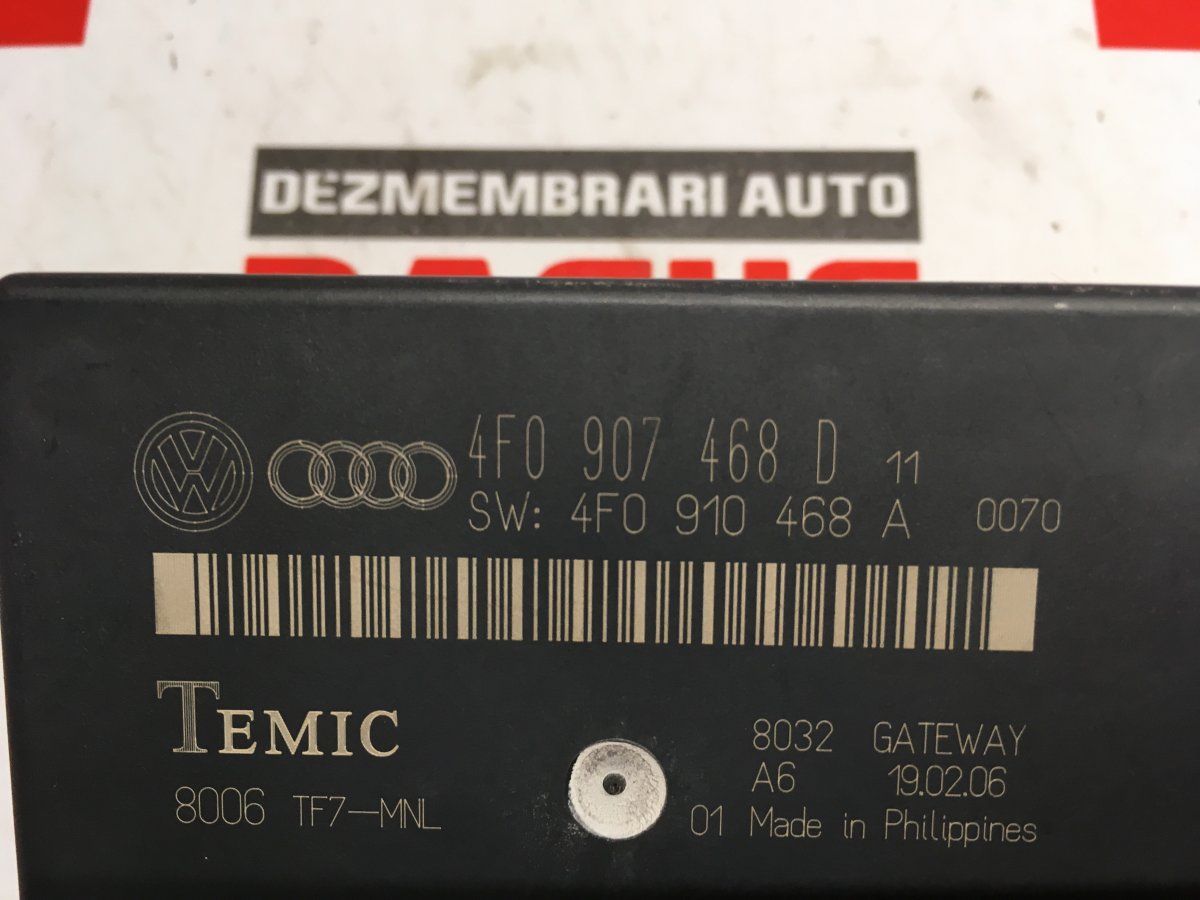 DEZMEMBRARI AUTO
4F0 907 468 D 11
SW: 4F0 910 468 A 0070
TEMIC
8032 GATEWAY
A6 19.02.06
8006 TF7-MNL
01 Made in Philippines